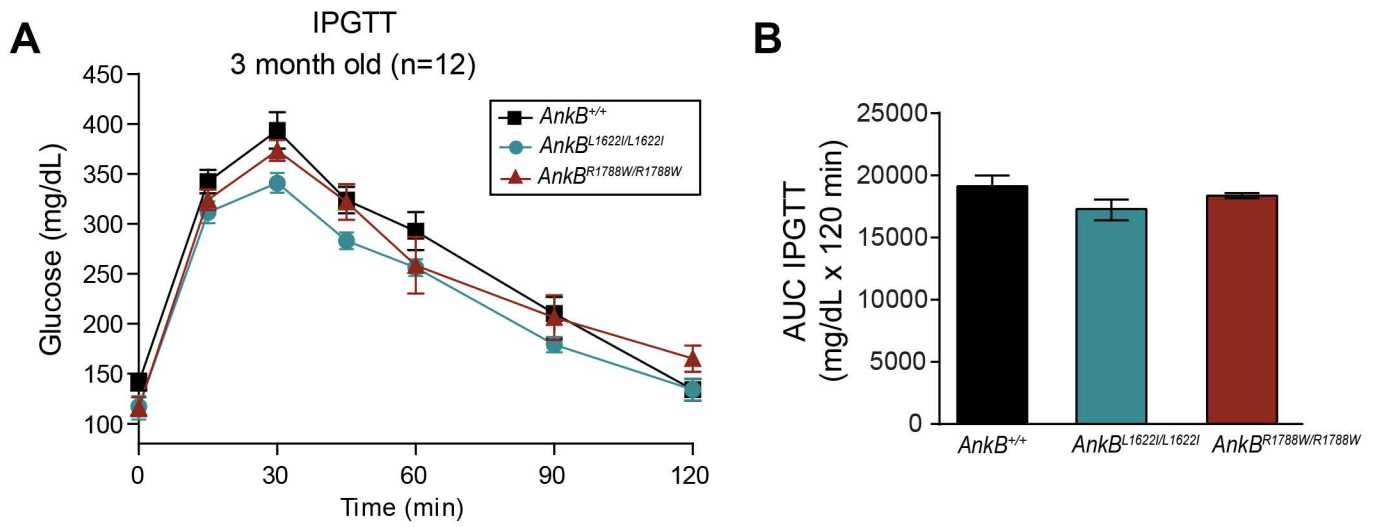 A
IPGTT
3 month old (n=12)
Glucose (mg/dL)
450
400
350
300
250
200
150
100
0
30
60
90
120
Time (min)
AnkB+/+
AnkBL1622I/L1622I
AnkBR1788W/R1788W
B
AUC IPGTT
(mg/dL x 120 min)
25000
20000
15000
10000
5000
0
AnkB+/+
AnkBL1622I/L1622I
AnkBR1788W/R1788W